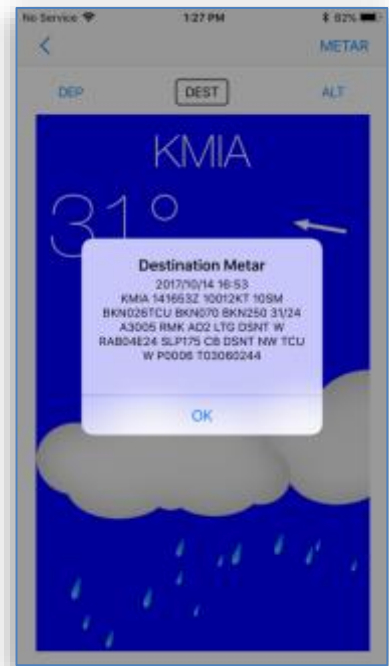 No Service 1:27 PM 82%
METAR
DEP DEST ALT
KMIA
31°
Destination Metar
2017/10/14 16:53
KMIA 141653Z 10012KT 10SM
BKN026TCU BKN070 BKN250 31/24
A3005 RMK AO2 LTG DSNT W
RAB04E24 SLP175 CB DSNT NW TCU
W P0006 T03060244
OK